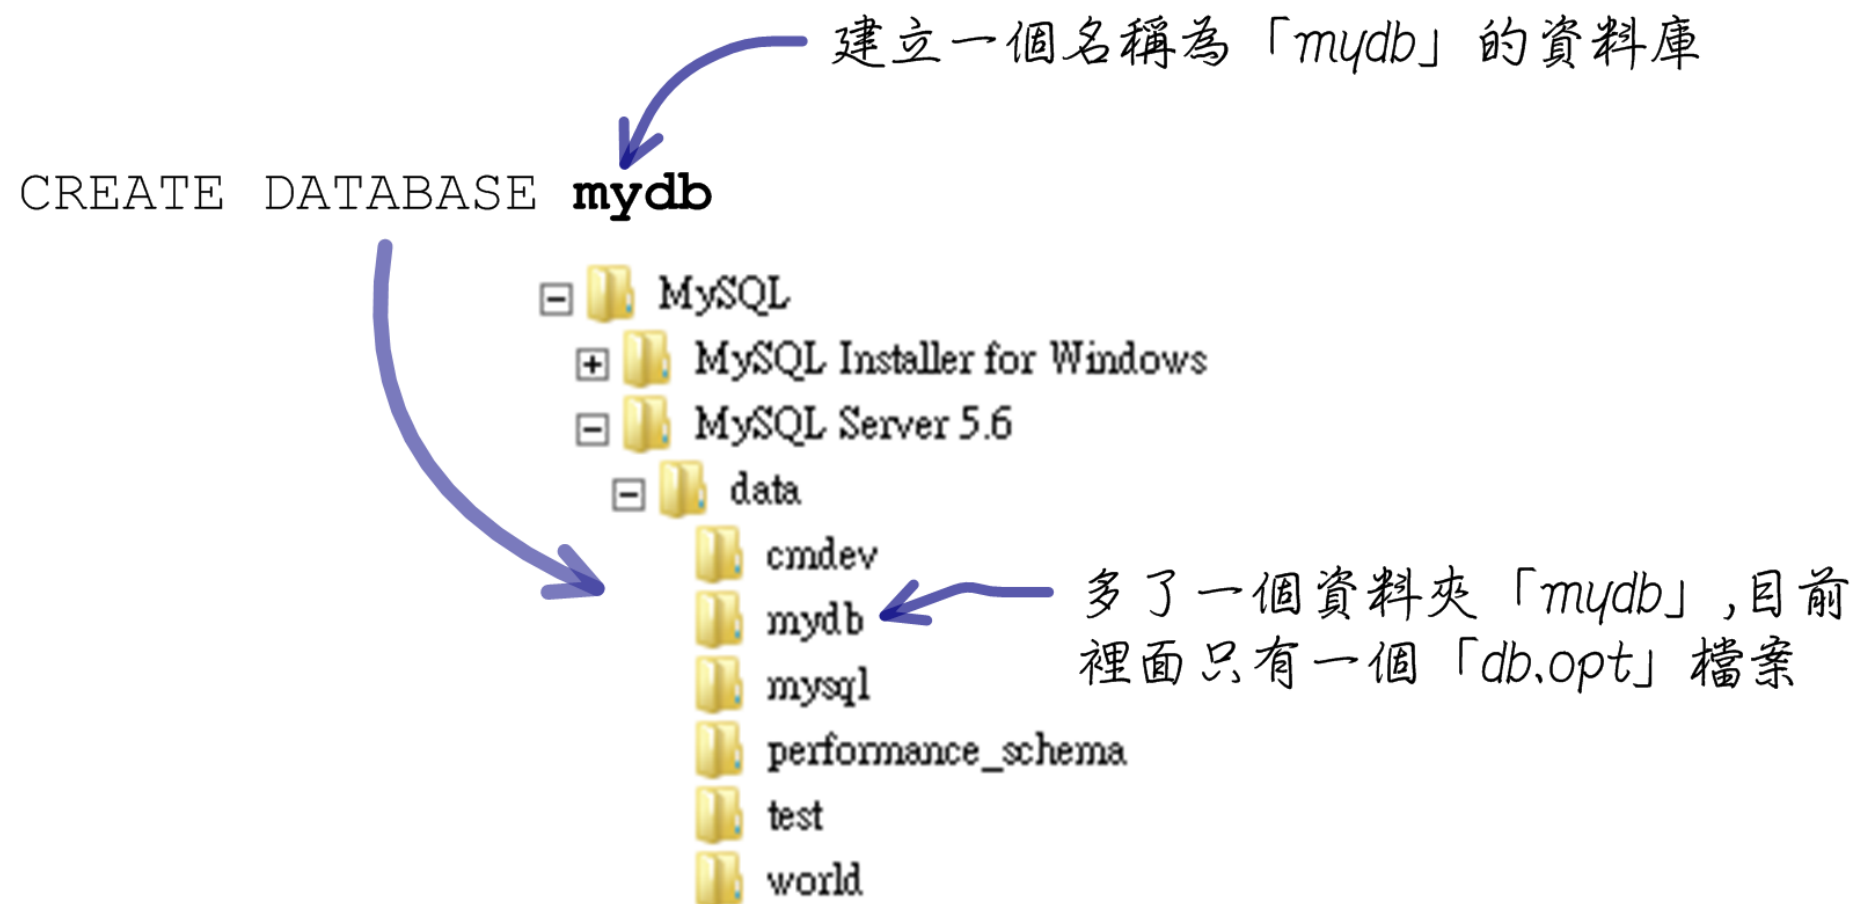 建立一個名稱為「mydb」的資料庫
CREATE DATABASE mydb
MySQL
MySQL Installer for Windows
MySQL Server 5.6
data
cmdev
mydb
多了一個資料夾「mydb」,目前
裡面只有一個「db.opt」檔案
mysql
performance_schema
test
world